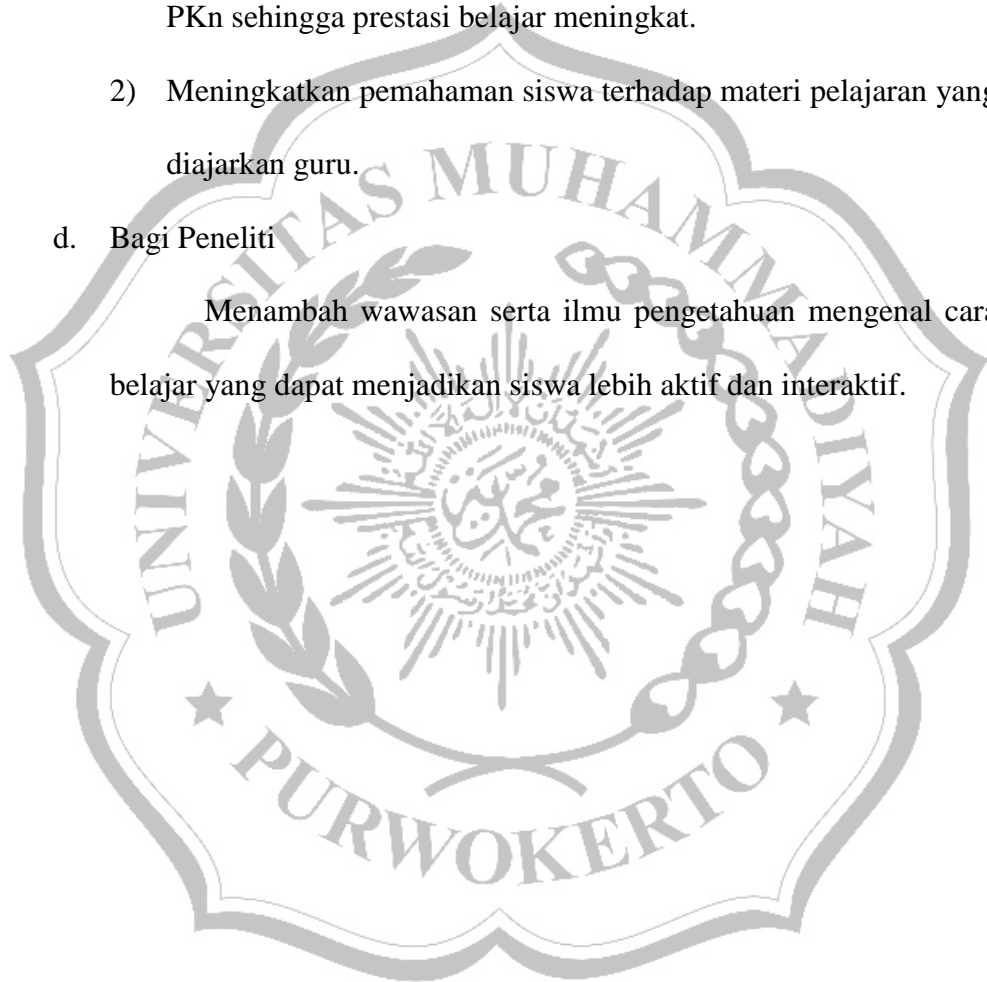 PKn sehingga prestasi belajar meningkat.
2) Meningkatkan pemahaman siswa terhadap materi pelajaran yang
diajarkan guru.
d. Bagi Peneliti
Menambah wawasan serta ilmu pengetahuan mengenal cara
belajar yang dapat menjadikan siswa lebih aktif dan interaktif.
UNIVERSITAS MUHAMMADIYAH
PURWOKERTO